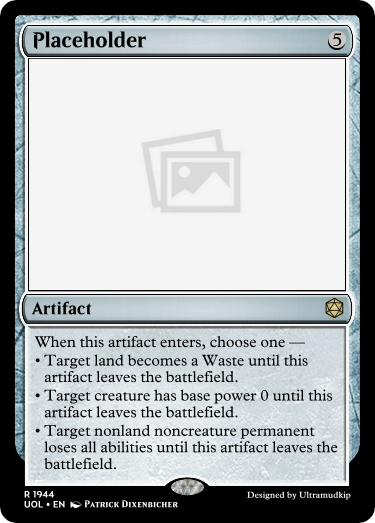 Placeholder 5
Artifact
When this artifact enters, choose one —
• Target land becomes a Waste until this
artifact leaves the battlefield.
• Target creature has base power 0 until this
artifact leaves the battlefield.
• Target nonland noncreature permanent
loses all abilities until this artifact leaves the
battlefield.
R 1944
UOL • EN Patrick Dixenbicher
Designed by Ultramudkip